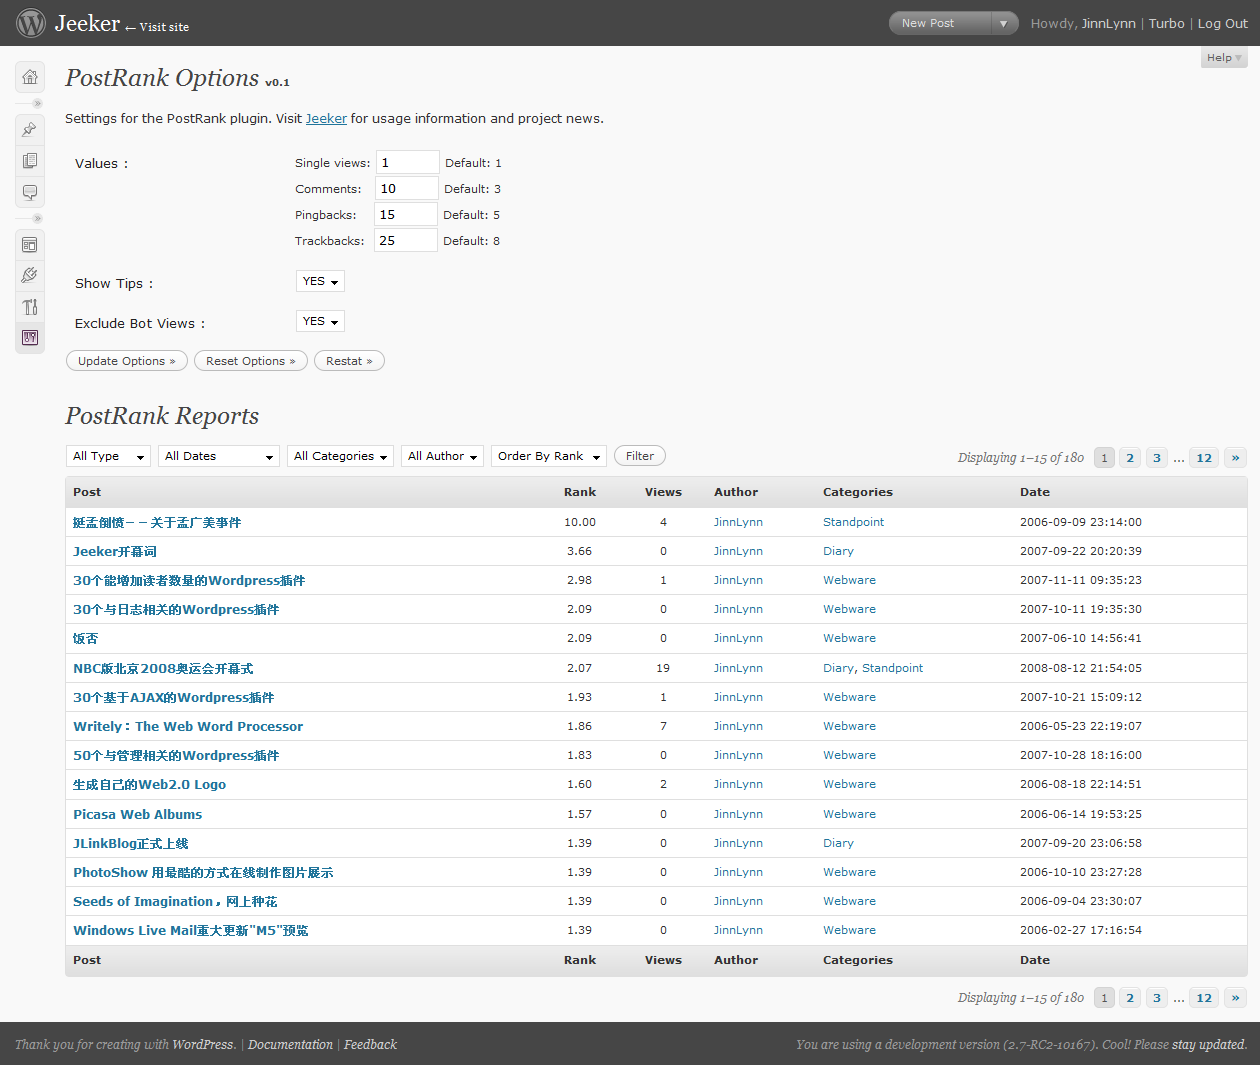 Jeeker ← Visit site
New Post ▼ Howdy, JinnLynn | Turbo | Log Out
Help ▼
PostRank Options v0.1
Settings for the PostRank plugin. Visit Jeeker for usage information and project news.
Values :
Single views: 1 Default: 1
Comments: 10 Default: 3
Pingbacks: 15 Default: 5
Trackbacks: 25 Default: 8
Show Tips : YES
Exclude Bot Views : YES
Update Options » Reset Options » Restat »
PostRank Reports
All Type All Dates All Categories All Author Order By Rank Filter Displaying 1–15 of 180 1 2 3 ... 12 »
Post Rank Views Author Categories Date
挺孟倒愤－－关于孟广美事件 10.00 4 JinnLynn Standpoint 2006-09-09 23:14:00
Jeeker开幕词 3.66 0 JinnLynn Diary 2007-09-22 20:20:39
30个能增加读者数量的Wordpress插件 2.98 1 JinnLynn Webware 2007-11-11 09:35:23
30个与日志相关的Wordpress插件 2.09 0 JinnLynn Webware 2007-10-11 19:35:30
饭否 2.09 0 JinnLynn Webware 2007-06-10 14:56:41
NBC版北京2008奥运会开幕式 2.07 19 JinnLynn Diary, Standpoint 2008-08-12 21:54:05
30个基于AJAX的Wordpress插件 1.93 1 JinnLynn Webware 2007-10-21 15:09:12
Writely：The Web Word Processor 1.86 7 JinnLynn Webware 2006-05-23 22:19:07
50个与管理相关的Wordpress插件 1.83 0 JinnLynn Webware 2007-10-28 18:16:00
生成自己的Web2.0 Logo 1.60 2 JinnLynn Webware 2006-08-18 22:14:51
Picasa Web Albums 1.57 0 JinnLynn Webware 2006-06-14 19:53:25
JLinkBlog正式上线 1.39 0 JinnLynn Diary 2007-09-20 23:06:58
PhotoShow 用最酷的方式在线制作图片展示 1.39 0 JinnLynn Webware 2006-10-10 23:27:28
Seeds of Imagination，网上种花 1.39 0 JinnLynn Webware 2006-09-04 23:30:07
Windows Live Mail重大更新"M5"预览 1.39 0 JinnLynn Webware 2006-02-27 17:16:54
Post Rank Views Author Categories Date
Displaying 1–15 of 180 1 2 3 ... 12 »
Thank you for creating with WordPress. | Documentation | Feedback
You are using a development version (2.7-RC2-10167). Cool! Please stay updated.